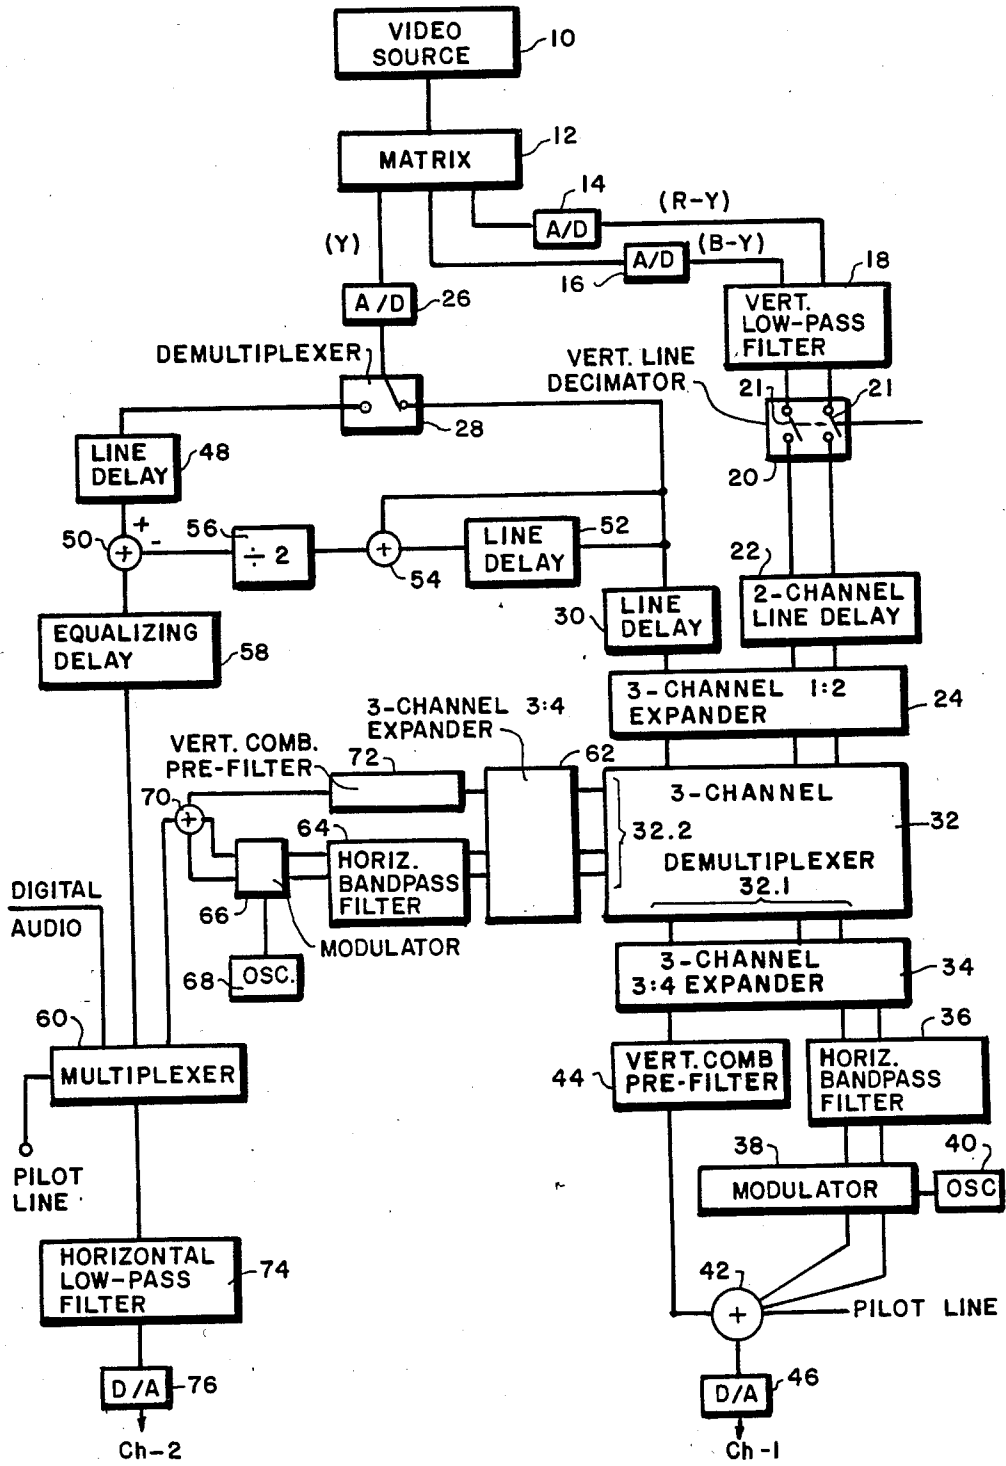 VIDEO
SOURCE
10
12
MATRIX
14
(R-Y)
A/D
(Y)
(B-Y)
A/D
16
18
A/D
26
VERT.
LOW-PASS
FILTER
DEMULTIPLEXER
VERT. LINE
DECIMATOR
21
21
28
20
LINE
DELAY
48
+
-
50
+
56
÷ 2
+
54
LINE
DELAY
52
22
2-CHANNEL
LINE DELAY
30
LINE
DELAY
EQUALIZING
DELAY
58
3-CHANNEL 1:2
EXPANDER
24
3-CHANNEL 3:4
EXPANDER
VERT. COMB.
PRE-FILTER
72
62
70
+
3-CHANNEL
32.2
32
DEMULTIPLEXER
32.1
64
HORIZ.
BANDPASS
FILTER
66
MODULATOR
DIGITAL
AUDIO
68
OSC.
3-CHANNEL
3:4 EXPANDER
34
60
MULTIPLEXER
36
44
VERT.COMB
PRE-FILTER
HORIZ.
BANDPASS
FILTER
PILOT
LINE
38
MODULATOR
40
OSC
HORIZONTAL
LOW-PASS
FILTER
74
42
+
PILOT LINE
D/A
76
D/A
46
Ch-2
Ch-1